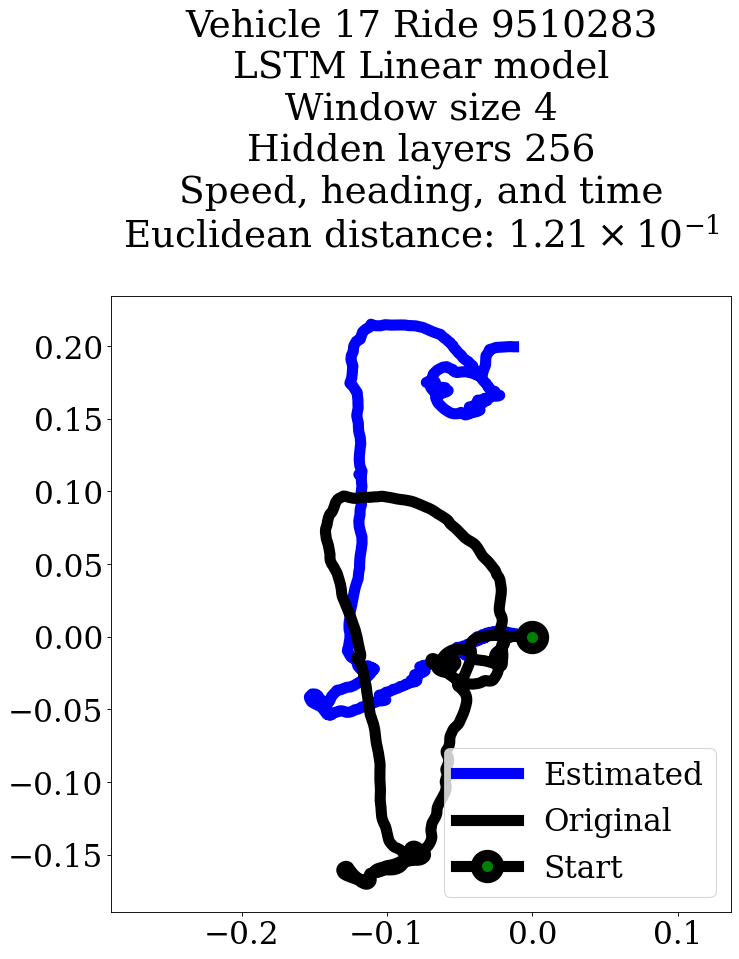 Vehicle 17 Ride 9510283
LSTM Linear model
Window size 4
Hidden layers 256
Speed, heading, and time
Euclidean distance: 1.21 × 10⁻¹
0.20
0.15
0.10
0.05
0.00
−0.05
−0.10
−0.15
−0.2
−0.1
0.0
0.1
Estimated
Original
Start